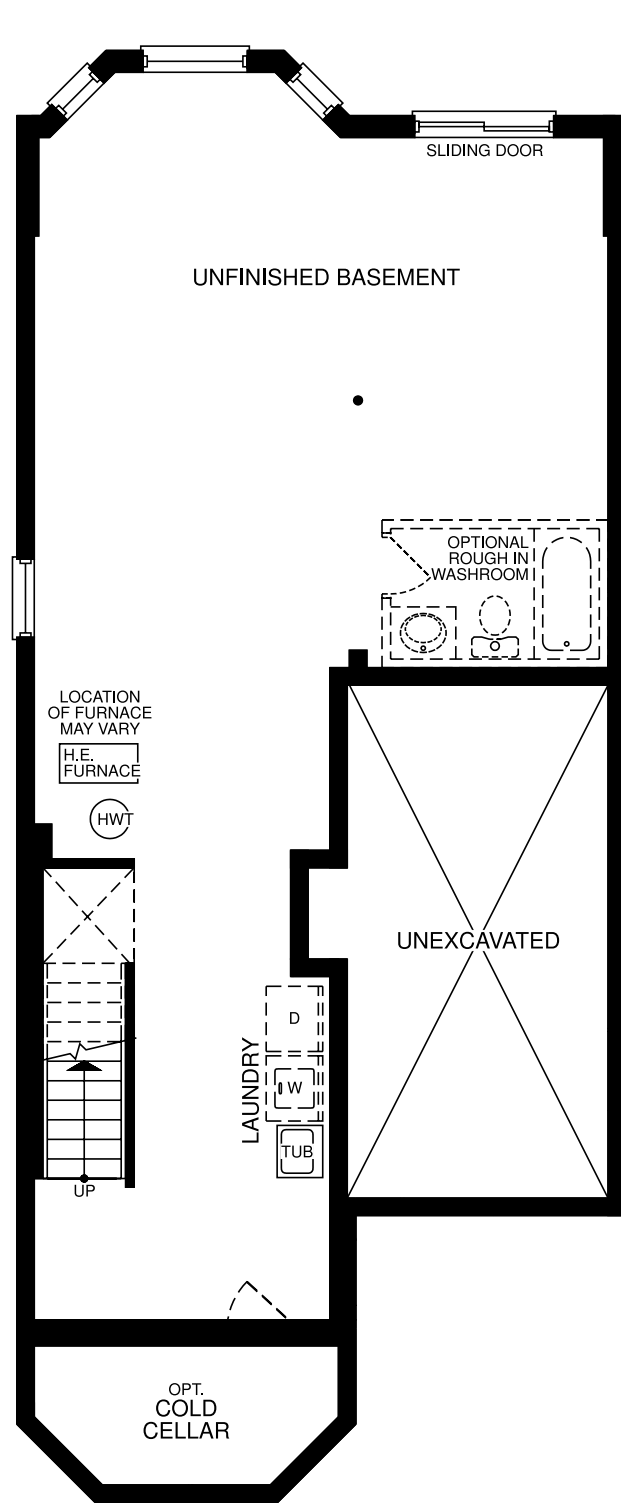 SLIDING DOOR
UNFINISHED BASEMENT
OPTIONAL
ROUGH IN
WASHROOM
LOCATION
OF FURNACE
MAY VARY
H.E.
FURNACE
HWT
UNEXCAVATED
D
LAUNDRY
W
TUB
UP
OPT.
COLD
CELLAR